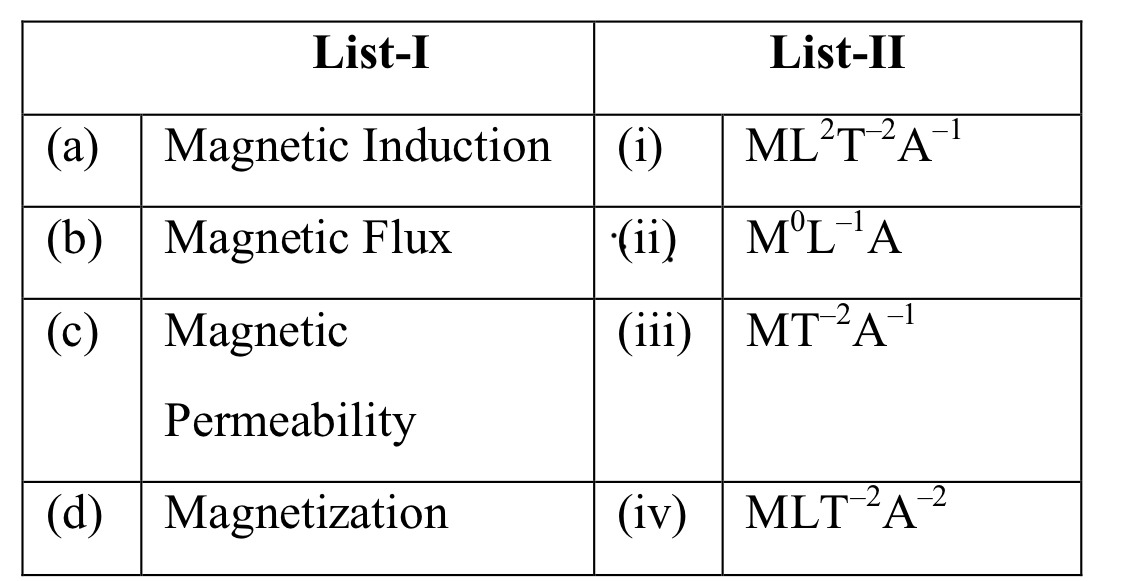 List-I List-II
(a) Magnetic Induction (i) ML²T⁻²A⁻¹
(b) Magnetic Flux (ii) M⁰L⁻¹A
(c) Magnetic (iii) MT⁻²A⁻¹
Permeability
(d) Magnetization (iv) MLT⁻²A⁻²